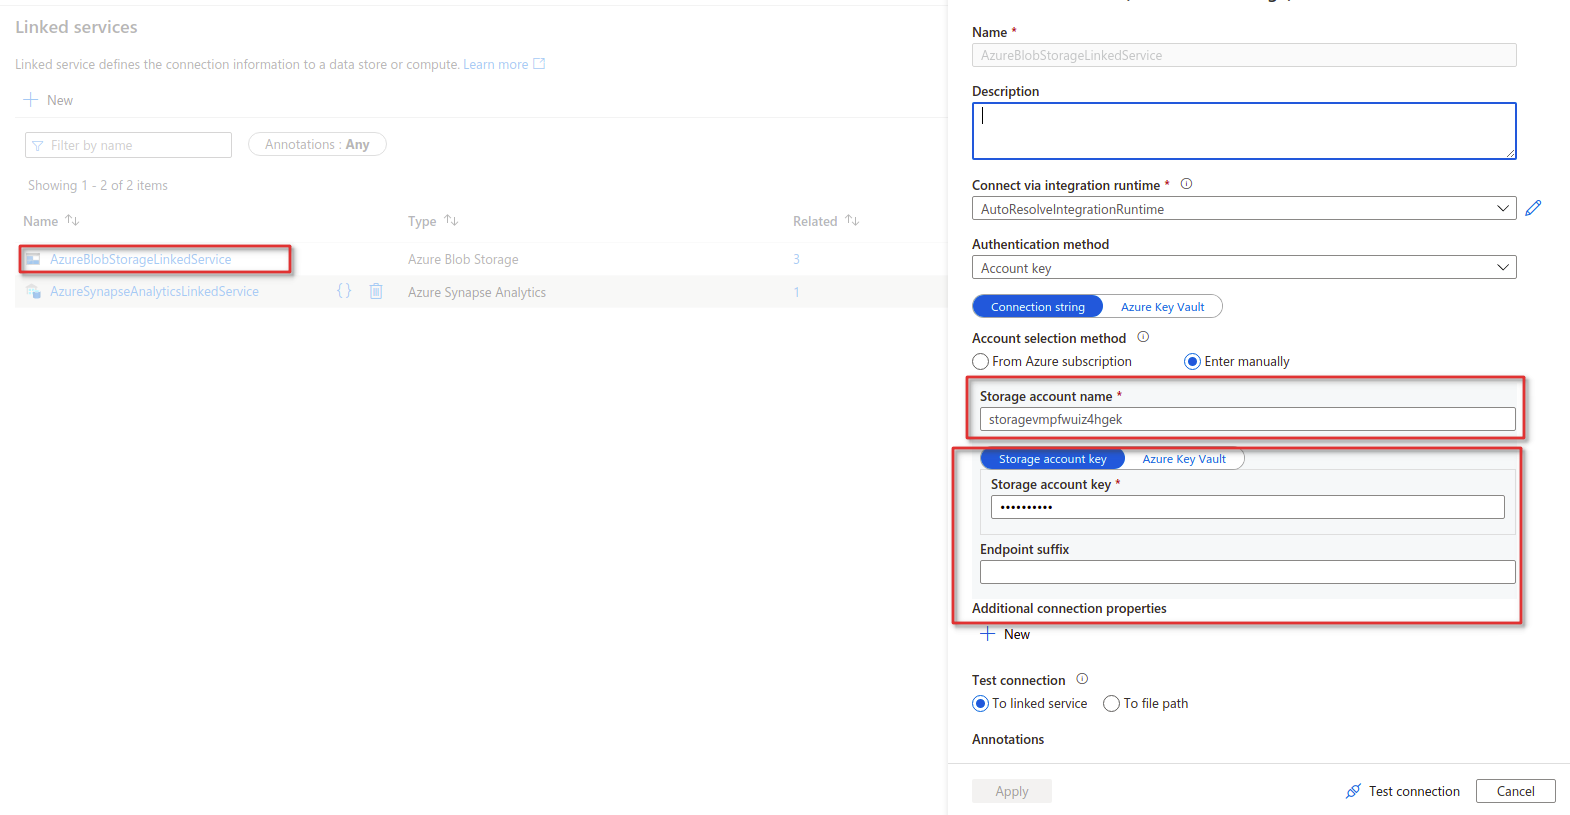 Linked services
Linked service defines the connection information to a data store or compute. Learn more
New
Filter by name
Annotations : Any
Showing 1 - 2 of 2 items
Name Type Related
AzureBlobStorageLinkedService Azure Blob Storage 3
AzureSynapseAnalyticsLinkedService {} Azure Synapse Analytics 1
Name *
AzureBlobStorageLinkedService
Description
Connect via integration runtime *
AutoResolveIntegrationRuntime
Authentication method
Account key
Connection string Azure Key Vault
Account selection method
From Azure subscription Enter manually
Storage account name *
storagevmpfwuiz4hgek
Storage account key Azure Key Vault
Storage account key *
••••••••••
Endpoint suffix
Additional connection properties
New
Test connection
To linked service To file path
Annotations
Apply Test connection Cancel